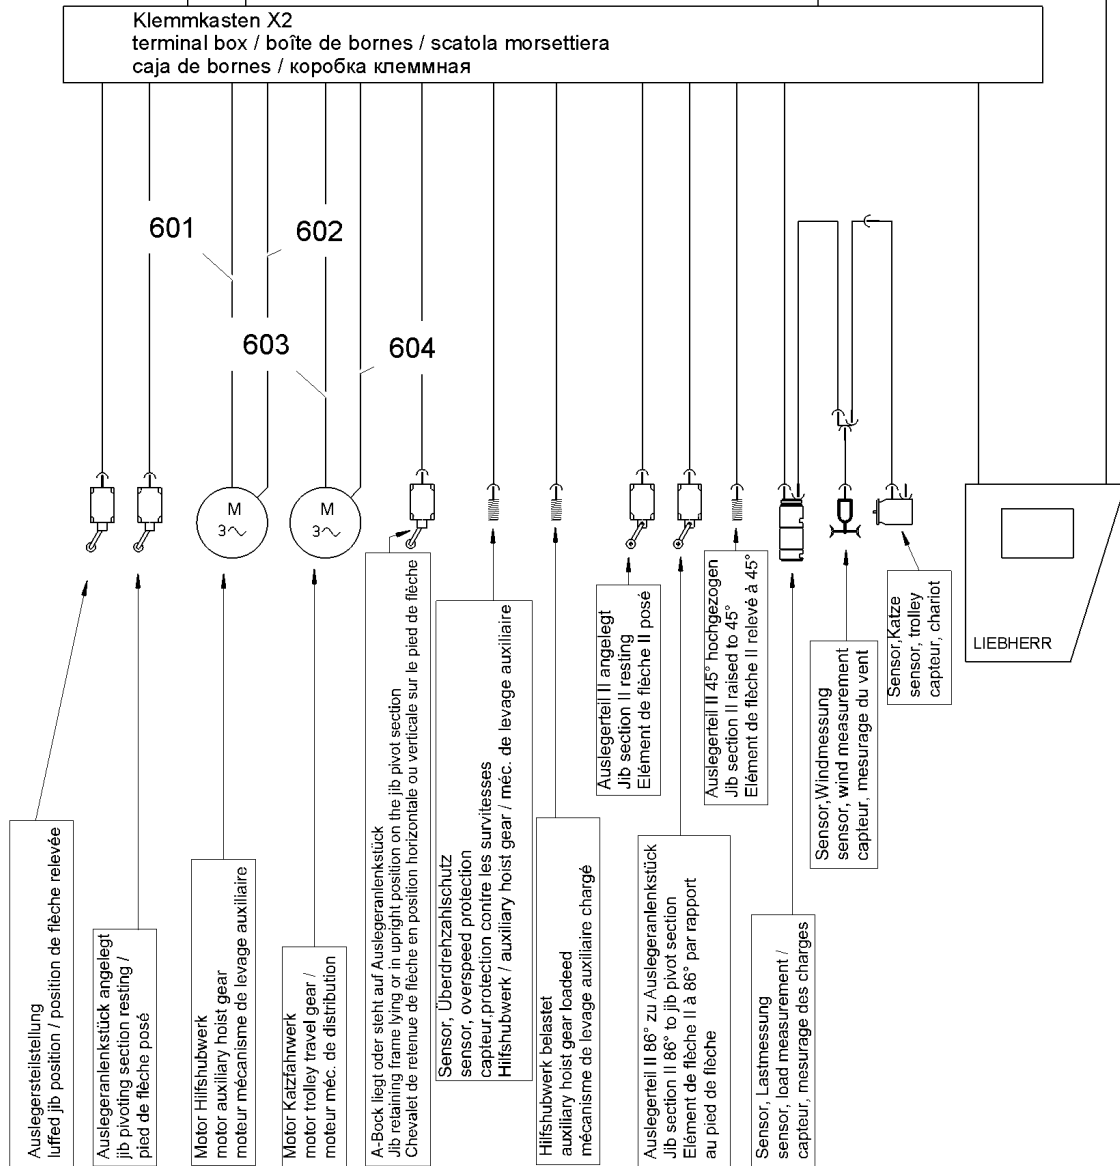 Klemmkasten X2
terminal box / boîte de bornes / scatola morsettiera
caja de bornes / коробка клеммная
601
602
603
604
M
3~
M
3~
LIEBHERR
Auslegersteilstellung
luffed jib position / position de flèche relevée
Auslegeranlenkstück angelegt
jib pivoting section resting /
pied de flèche posé
Motor Hilfshubwerk
motor auxiliary hoist gear
moteur mécanisme de levage auxiliaire
Motor Katzfahrwerk
motor trolley travel gear /
moteur méc. de distribution
A-Bock liegt oder steht auf Auslegeranlenkstück
Jib retaining frame lying or in upright position on the jib pivot section
Chevalet de retenue de flèche en position horizontale ou verticale sur le pied de flèche
Sensor, Überdrehzahlschutz
sensor, overspeed protection
capteur,protection contre les survitesses
Hilfshubwerk / auxiliary hoist gear / méc. de levage auxiliaire
Hilfshubwerk belastet
auxiliary hoist gear loadeed
mécanisme de levage auxiliaire chargé
Auslegerteil II angelegt
Jib section II resting
Elément de flèche II posé
Auslegerteil II 86° zu Auslegeranlenkstück
Jib section II 86° to jib pivot section
Elément de flèche II à 86° par rapport
au pied de flèche
Auslegerteil II 45° hochgezogen
Jib section II raised to 45°
Elément de flèche II relevé à 45°
Sensor, Lastmessung
sensor, load measurement /
capteur, mesurage des charges
Sensor,Windmessung
sensor, wind measurement
capteur, mesurage du vent
Sensor,Katze
sensor, trolley
capteur, chariot